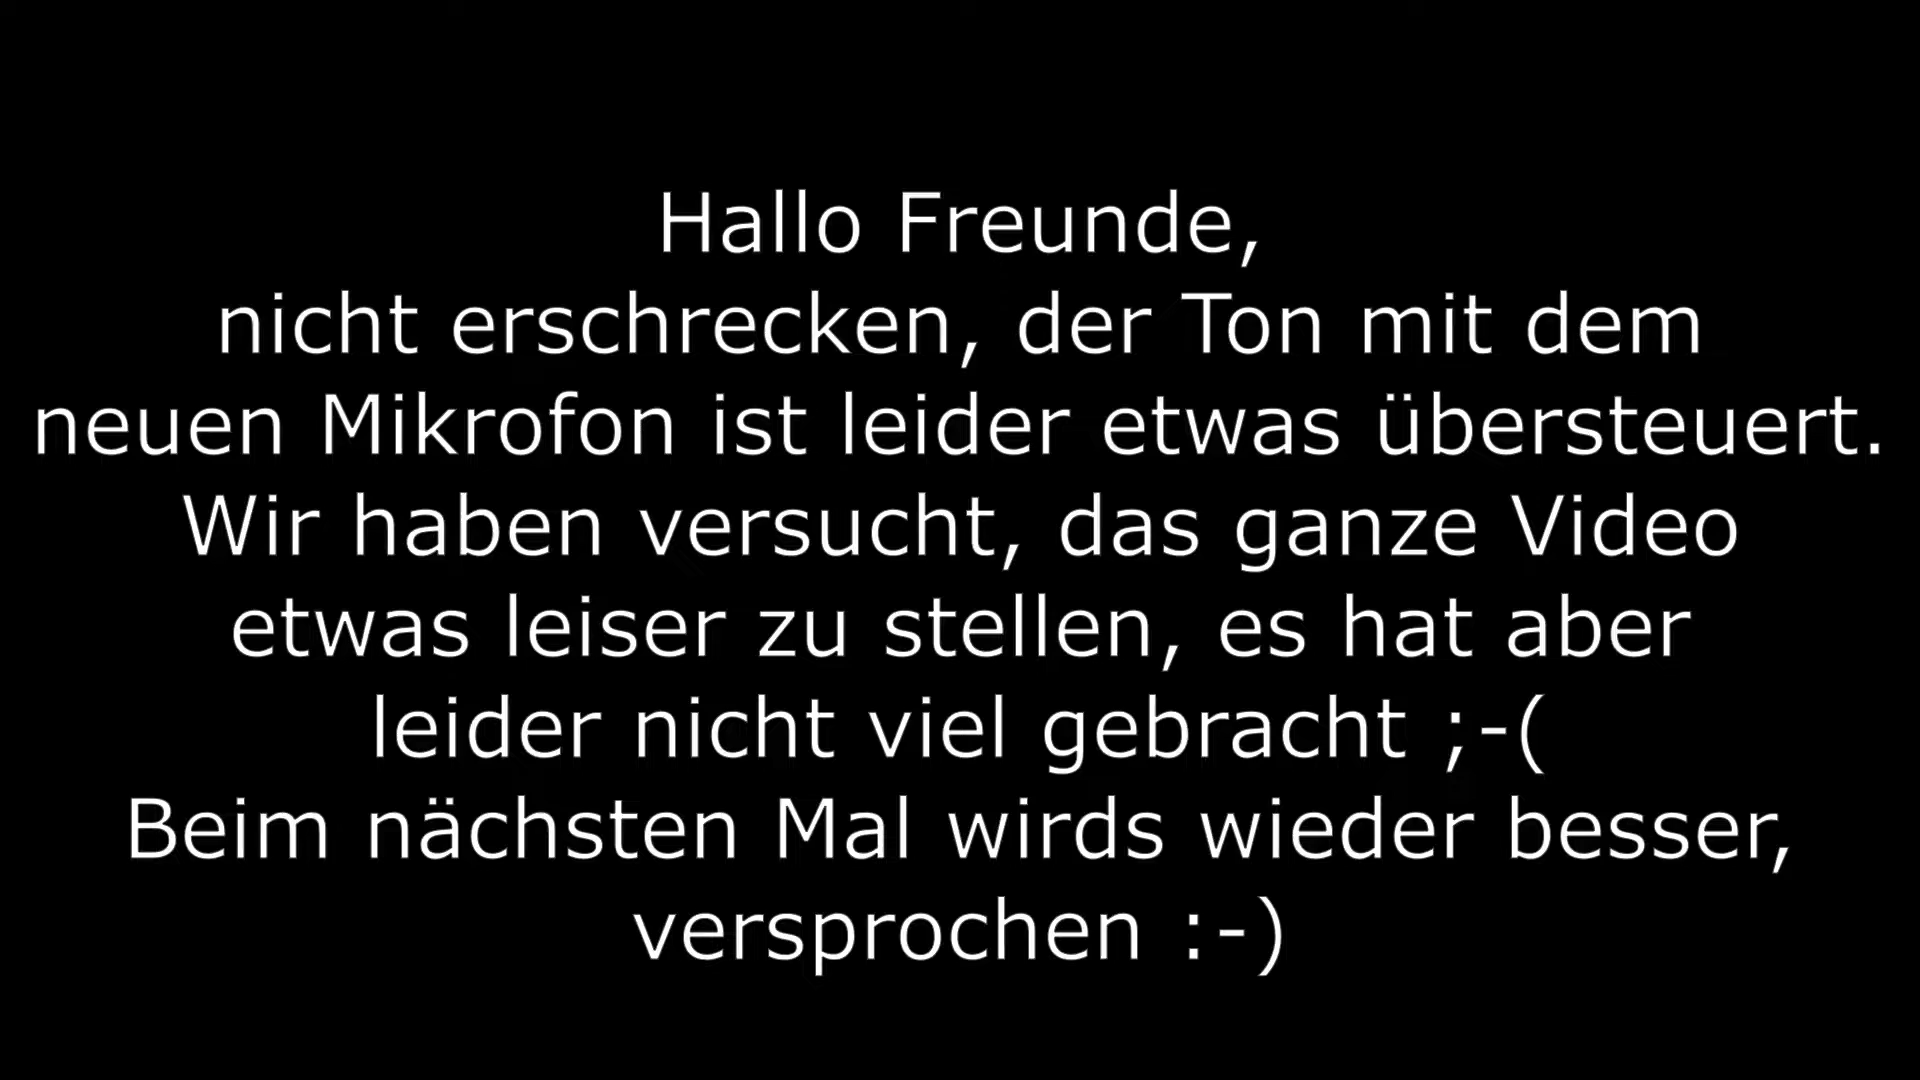 Hallo Freunde,
nicht erschrecken, der Ton mit dem
neuen Mikrofon ist leider etwas übersteuert.
Wir haben versucht, das ganze Video
etwas leiser zu stellen, es hat aber
leider nicht viel gebracht ;-(
Beim nächsten Mal wirds wieder besser,
versprochen :-)